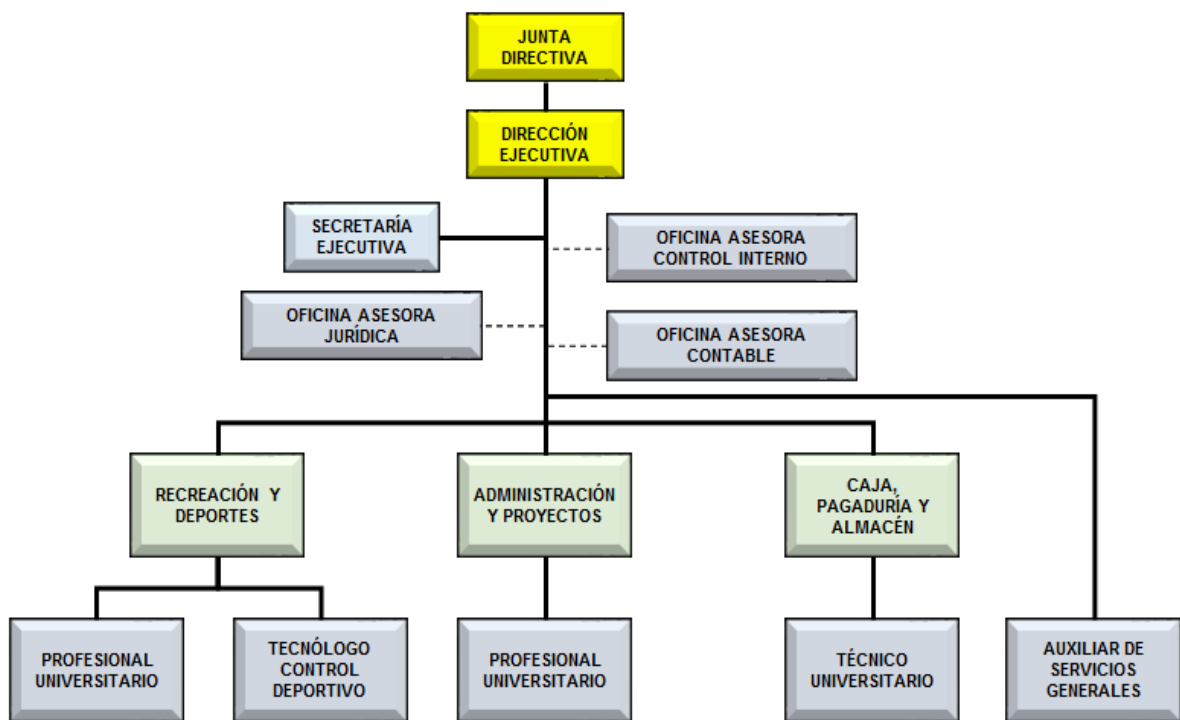 JUNTA
DIRECTIVA
DIRECCIÓN
EJECUTIVA
SECRETARÍA
EJECUTIVA
OFICINA ASESORA
CONTROL INTERNO
OFICINA ASESORA
JURÍDICA
OFICINA ASESORA
CONTABLE
RECREACIÓN Y
DEPORTES
ADMINISTRACIÓN
Y PROYECTOS
CAJA,
PAGADURÍA Y
ALMACÉN
PROFESIONAL
UNIVERSITARIO
TECNÓLOGO
CONTROL
DEPORTIVO
PROFESIONAL
UNIVERSITARIO
TÉCNICO
UNIVERSITARIO
AUXILIAR DE
SERVICIOS
GENERALES